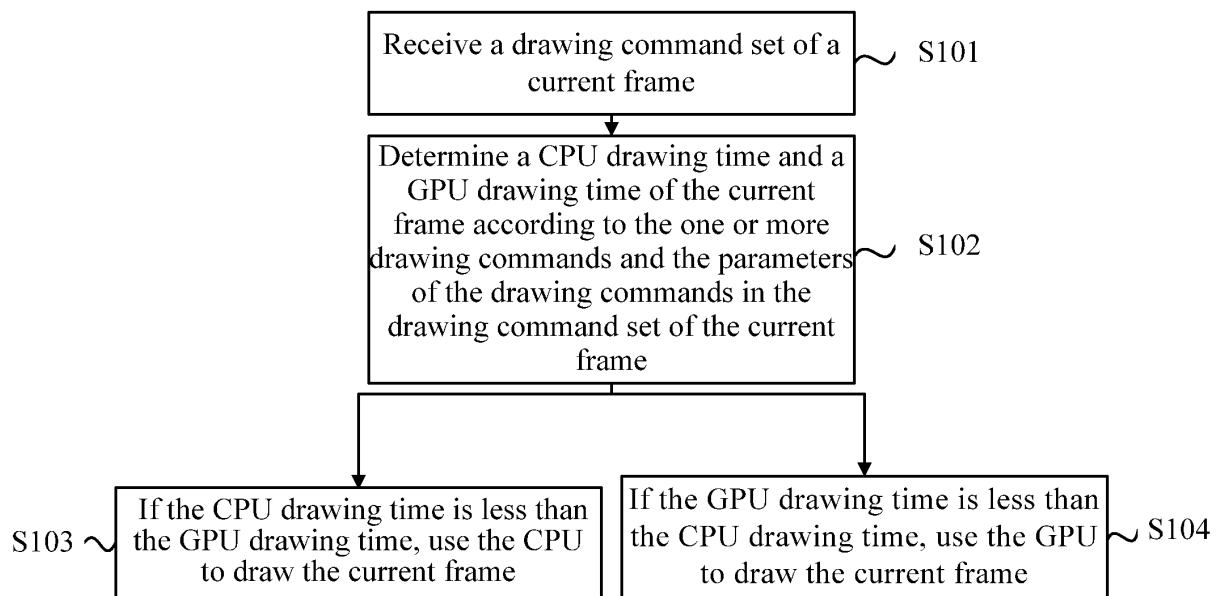 Receive a drawing command set of a
current frame
S101
Determine a CPU drawing time and a
GPU drawing time of the current
frame according to the one or more
drawing commands and the parameters
of the drawing commands in the
drawing command set of the current
frame
S102
If the CPU drawing time is less than
the GPU drawing time, use the CPU
to draw the current frame
S103
If the GPU drawing time is less than
the CPU drawing time, use the GPU
to draw the current frame
S104